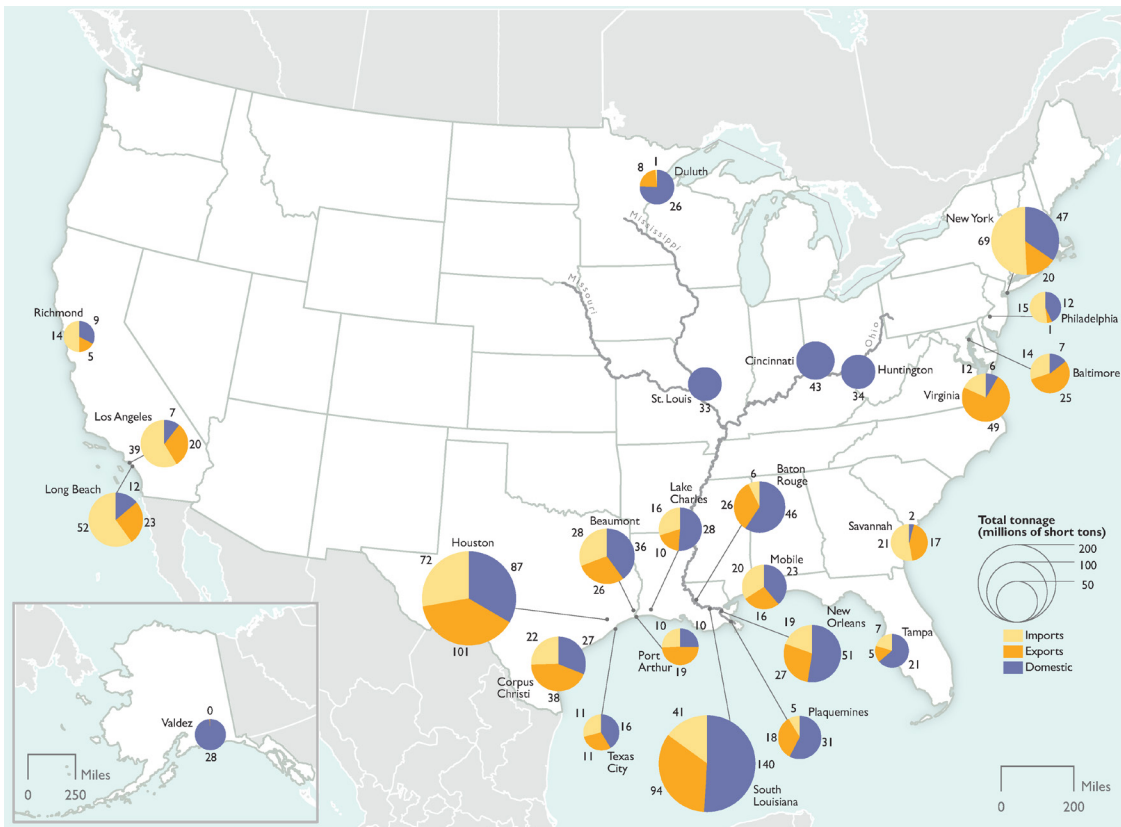 8
1
Duluth
26
Mississippi
Missouri
Ohio
New York
47
69
20
15
12
Philadelphia
1
14
7
Baltimore
25
12
6
Virginia
49
Richmond
9
14
5
Cincinnati
43
Huntington
34
St. Louis
33
Los Angeles
7
20
39
Long Beach
12
23
52
Baton
Rouge
6
26
46
Lake
Charles
16
28
10
Beaumont
28
36
26
Houston
72
87
101
Savannah
2
21
17
Mobile
20
23
16
New
Orleans
19
51
27
Tampa
7
5
21
10
10
Port
Arthur
19
22
27
Corpus
Christi
38
11
16
Texas
City
11
41
140
South
Louisiana
94
5
Plaquemines
18
31
Total tonnage
(millions of short tons)
200
100
50
Imports
Exports
Domestic
Valdez
0
28
Miles
0
250
Miles
0
200